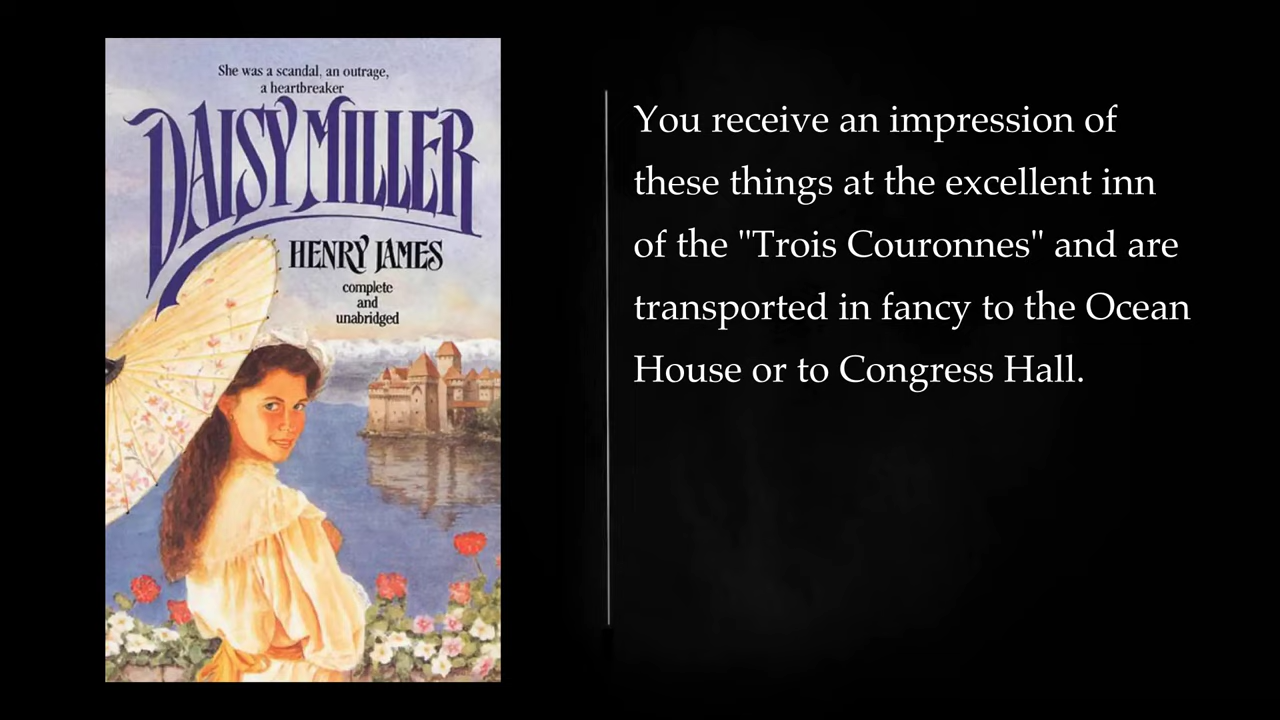 She was a scandal, an outrage,
a heartbreaker
DAISY MILLER
HENRY JAMES
complete
and
unabridged
You receive an impression of
these things at the excellent inn
of the "Trois Couronnes" and are
transported in fancy to the Ocean
House or to Congress Hall.